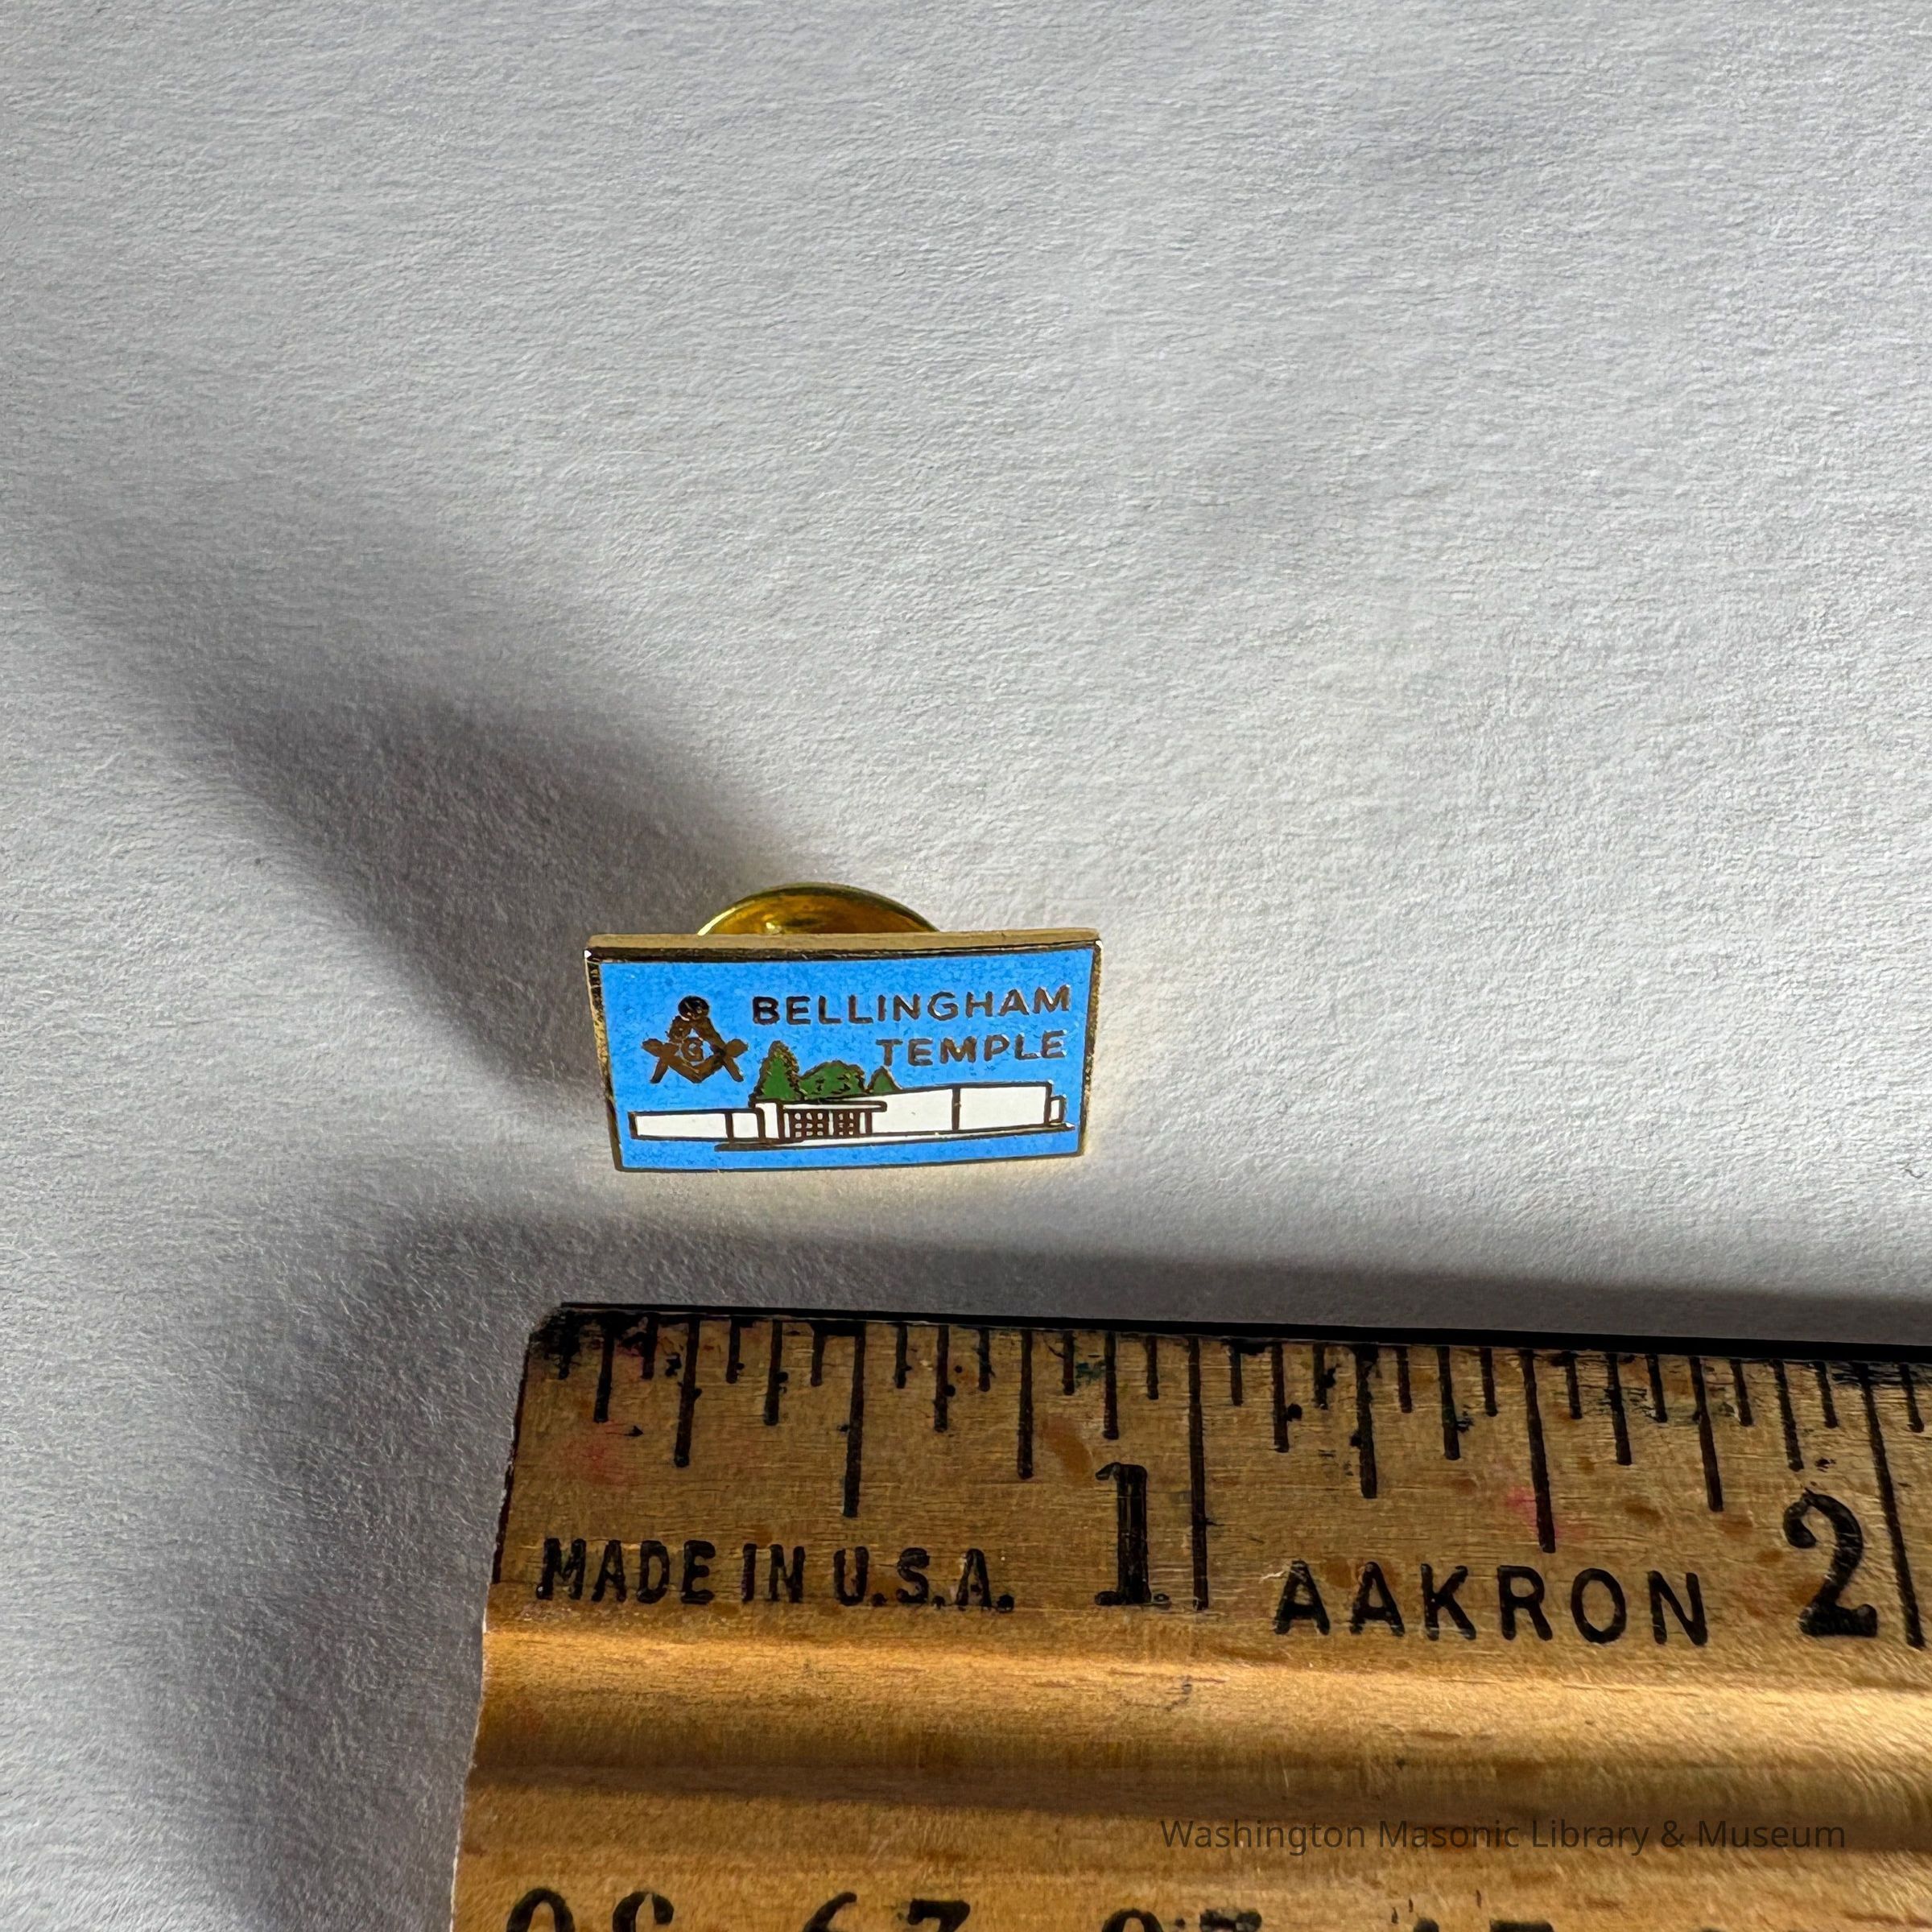 BELLINGHAM
TEMPLE
G
MADE IN U.S.A.
1
AAKRON
2
Washington Masonic Library & Museum